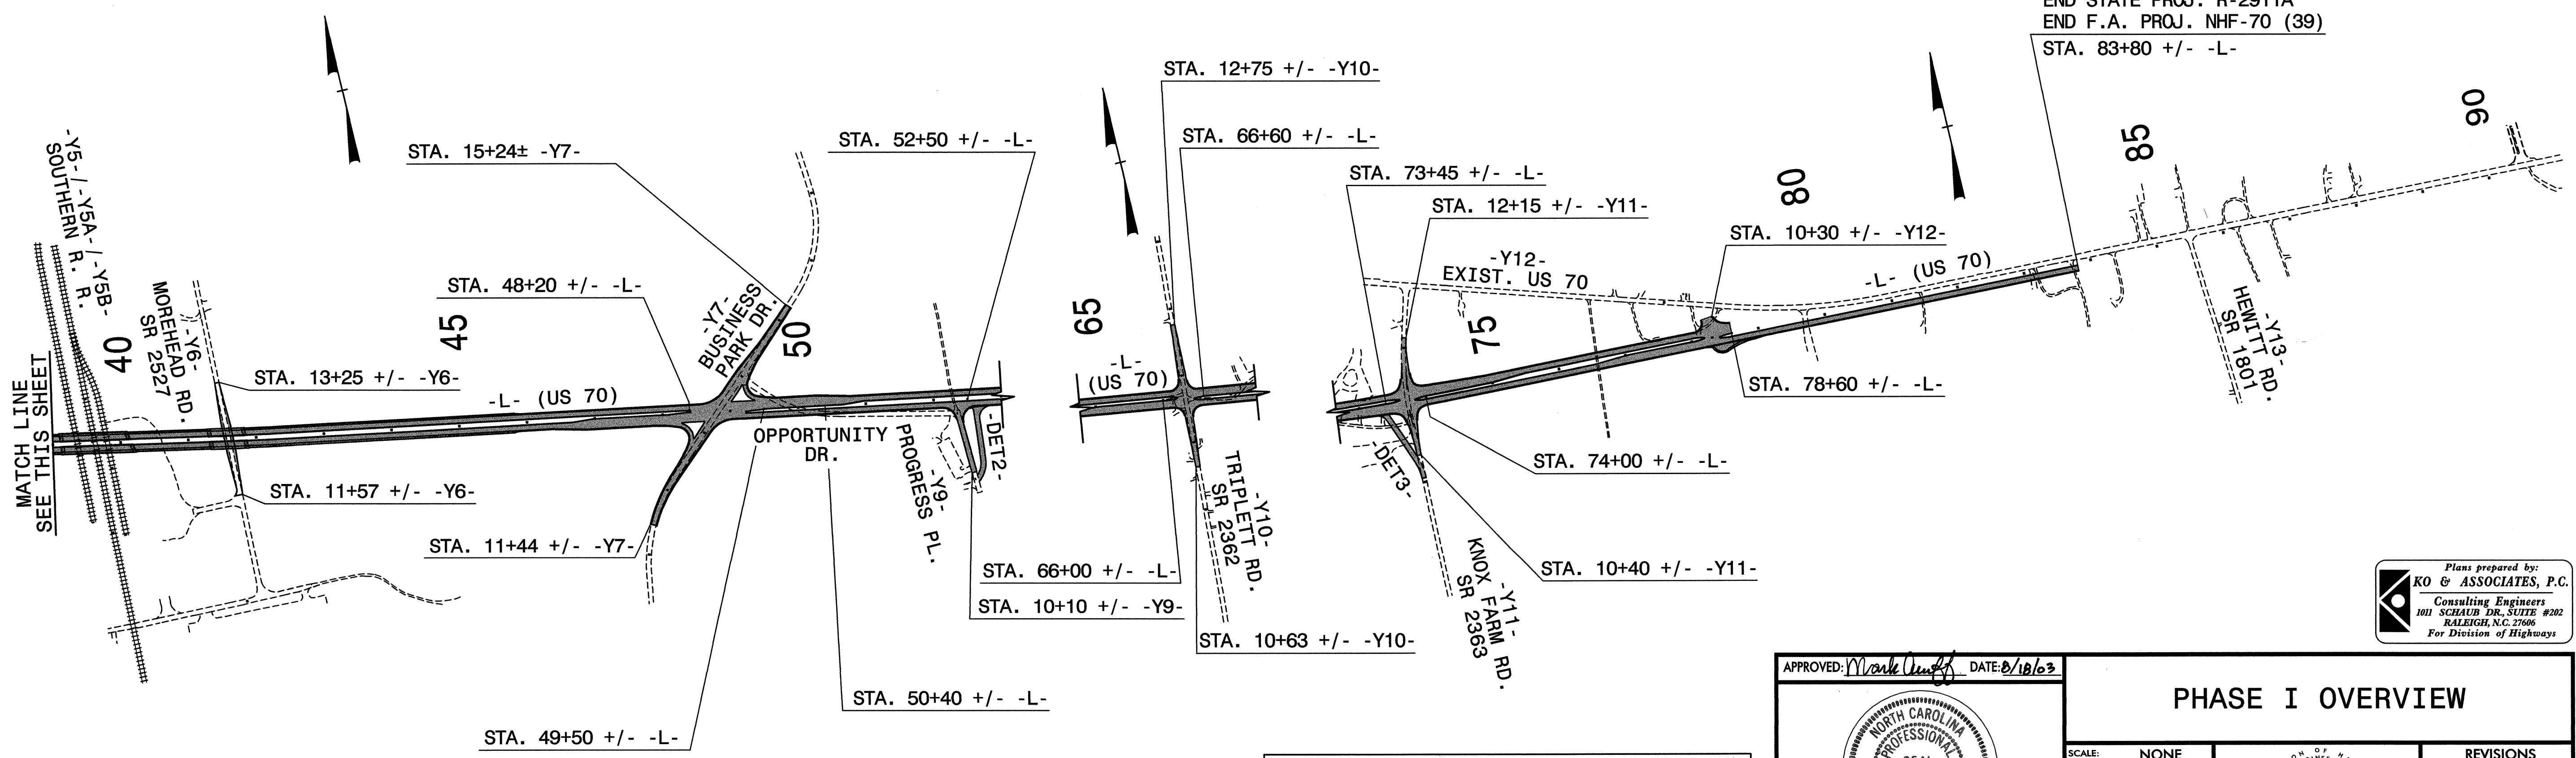 END STATE PROJ. R-2911A
END F.A. PROJ. NHF-70 (39)
STA. 83+80 +/- -L-
STA. 12+75 +/- -Y10-
STA. 66+60 +/- -L-
STA. 52+50 +/- -L-
STA. 15+24± -Y7-
STA. 73+45 +/- -L-
STA. 12+15 +/- -Y11-
STA. 10+30 +/- -Y12-
-Y12-
EXIST. US 70
-L- (US 70)
80
85
90
-Y5-/-Y5A-/-Y5B-
SOUTHERN R. R.
40
-Y6-
MOREHEAD RD.
SR 2527
45
STA. 48+20 +/- -L-
-Y7-
BUSINESS
PARK DR.
50
65
75
-L-
(US 70)
STA. 13+25 +/- -Y6-
-L- (US 70)
MATCH LINE
SEE THIS SHEET
STA. 11+57 +/- -Y6-
STA. 11+44 +/- -Y7-
OPPORTUNITY
DR.
-Y9-
PROGRESS PL.
-DET2-
-Y10-
TRIPLETT RD.
SR 2362
-DET3-
STA. 78+60 +/- -L-
STA. 74+00 +/- -L-
-Y13-
HEWITT RD.
SR 1801
STA. 66+00 +/- -L-
STA. 10+10 +/- -Y9-
STA. 10+40 +/- -Y11-
-Y11-
KNOX FARM RD.
SR 2363
STA. 10+63 +/- -Y10-
STA. 50+40 +/- -L-
STA. 49+50 +/- -L-
Plans prepared by:
KO & ASSOCIATES, P.C.
Consulting Engineers
1011 SCHAUB DR., SUITE #202
RALEIGH, N.C. 27606
For Division of Highways
APPROVED: Mark DATE: 8/18/03
PHASE I OVERVIEW
NORTH CAROLINA
PROFESSIONAL
SCALE: NONE
REVISIONS